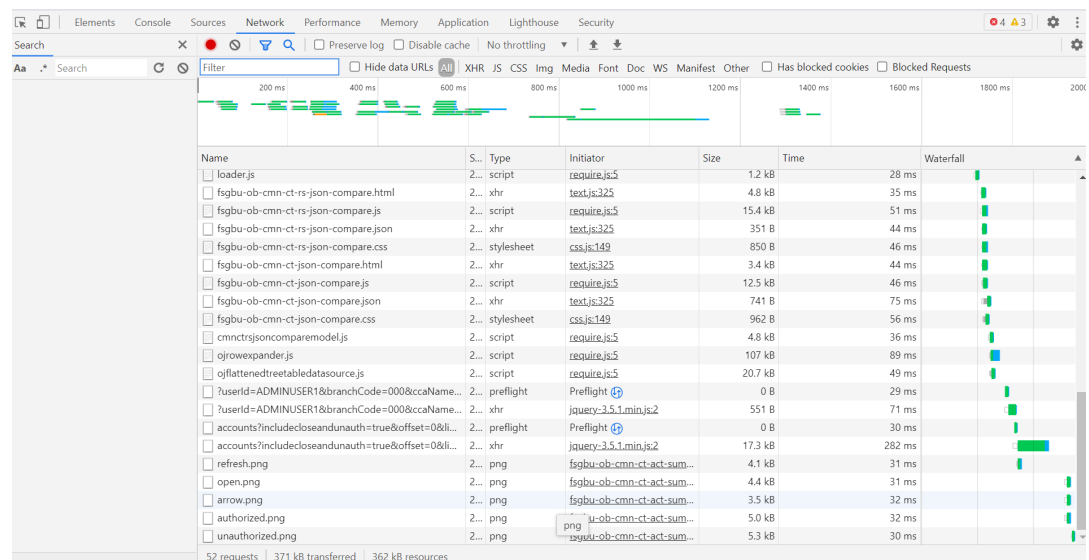 Elements Console Sources Network Performance Memory Application Lighthouse Security 4 3
Search Preserve log Disable cache No throttling
Aa .* Search Filter Hide data URLs All XHR JS CSS Img Media Font Doc WS Manifest Other Has blocked cookies Blocked Requests
200 ms 400 ms 600 ms 800 ms 1000 ms 1200 ms 1400 ms 1600 ms 1800 ms 2000
Name S... Type Initiator Size Time Waterfall
loader.js 2... script require.js:5 1.2 kB 28 ms
fsgbu-ob-cmn-ct-rs-json-compare.html 2... xhr text.js:325 4.8 kB 35 ms
fsgbu-ob-cmn-ct-rs-json-compare.js 2... script require.js:5 15.4 kB 51 ms
fsgbu-ob-cmn-ct-rs-json-compare.json 2... xhr text.js:325 351 B 44 ms
fsgbu-ob-cmn-ct-rs-json-compare.css 2... stylesheet css.js:149 850 B 46 ms
fsgbu-ob-cmn-ct-json-compare.html 2... xhr text.js:325 3.4 kB 44 ms
fsgbu-ob-cmn-ct-json-compare.js 2... script require.js:5 12.5 kB 46 ms
fsgbu-ob-cmn-ct-json-compare.json 2... xhr text.js:325 741 B 75 ms
fsgbu-ob-cmn-ct-json-compare.css 2... stylesheet css.js:149 962 B 56 ms
cmnctrsjsoncomparemodel.js 2... script require.js:5 4.8 kB 36 ms
ojrowexpander.js 2... script require.js:5 107 kB 89 ms
ojflattenedtreetabledatasource.js 2... script require.js:5 20.7 kB 49 ms
?userId=ADMINUSER1&branchCode=000&ccaName... 2... preflight Preflight 0 B 29 ms
?userId=ADMINUSER1&branchCode=000&ccaName... 2... xhr jquery-3.5.1.min.js:2 551 B 71 ms
accounts?includecloseandunauth=true&offset=0&li... 2... preflight Preflight 0 B 30 ms
accounts?includecloseandunauth=true&offset=0&li... 2... xhr jquery-3.5.1.min.js:2 17.3 kB 282 ms
refresh.png 2... png fsgbu-ob-cmn-ct-act-sum... 4.1 kB 31 ms
open.png 2... png fsgbu-ob-cmn-ct-act-sum... 4.4 kB 31 ms
arrow.png 2... png fsgbu-ob-cmn-ct-act-sum... 3.5 kB 32 ms
authorized.png 2... png ob-cmn-ct-act-sum... 5.0 kB 32 ms
png
unauthorized.png 2... png fsgbu-ob-cmn-ct-act-sum... 5.3 kB 30 ms
52 requests 371 kB transferred 362 kB resources